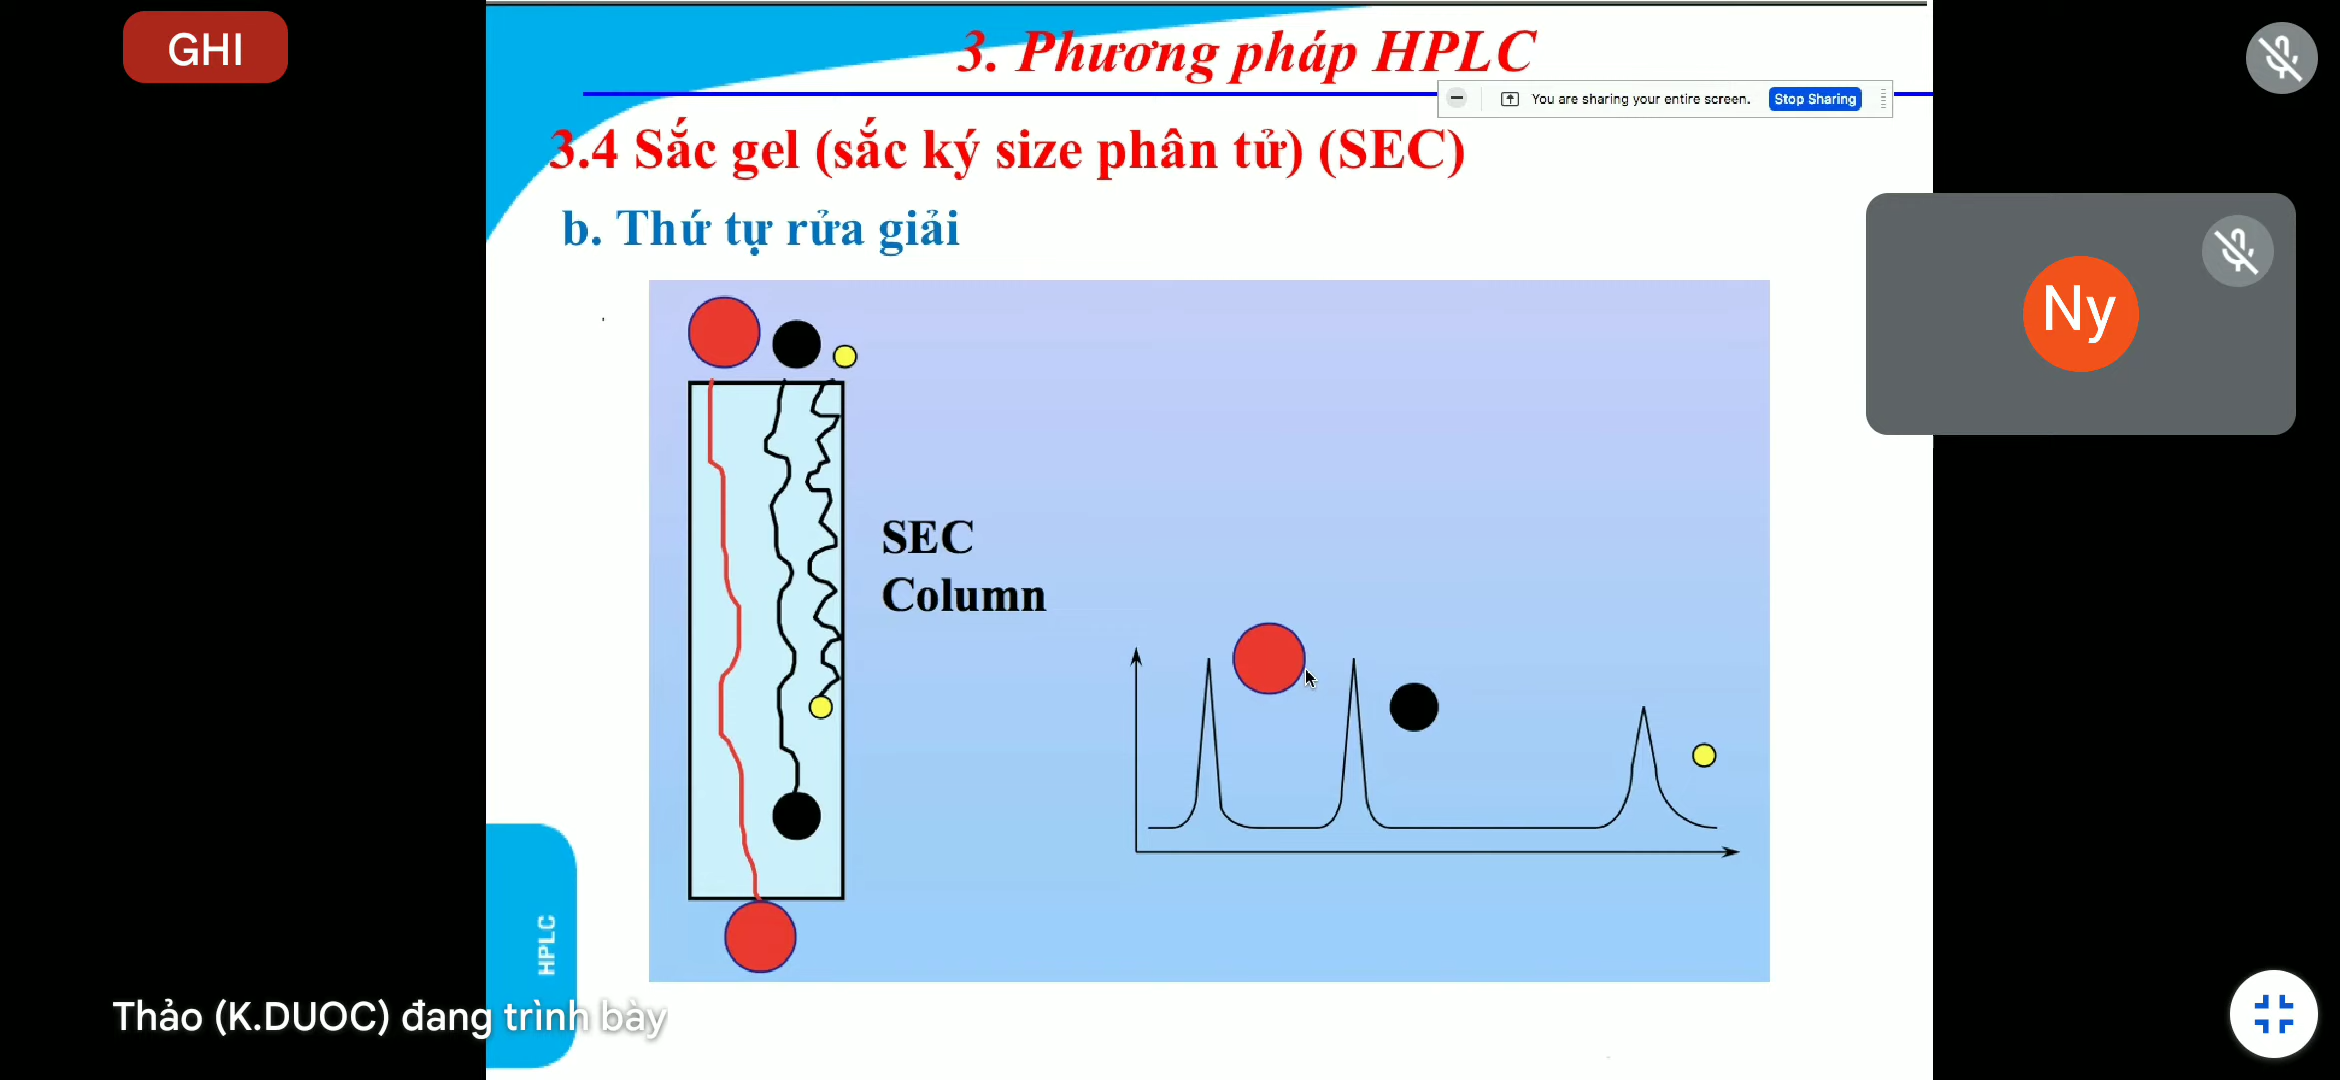 GHI
3. Phương pháp HPLC
You are sharing your entire screen. Stop Sharing
3.4 Sắc gel (sắc ký size phân tử) (SEC)
b. Thứ tự rửa giải
Ny
SEC
Column
HPLC
Thảo (K.DUOC) đang trình bày